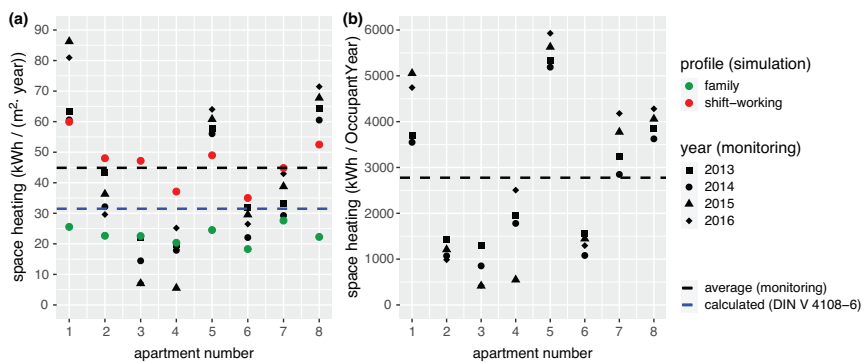 (a)
space heating (kWh / (m²· year))
90
80
70
60
50
40
30
20
10
0
1 2 3 4 5 6 7 8
apartment number
(b)
space heating (kWh / OccupantYear)
6000
5000
4000
3000
2000
1000
0
1 2 3 4 5 6 7 8
apartment number
profile (simulation)
family
shift−working
year (monitoring)
2013
2014
2015
2016
average (monitoring)
calculated (DIN V 4108−6)